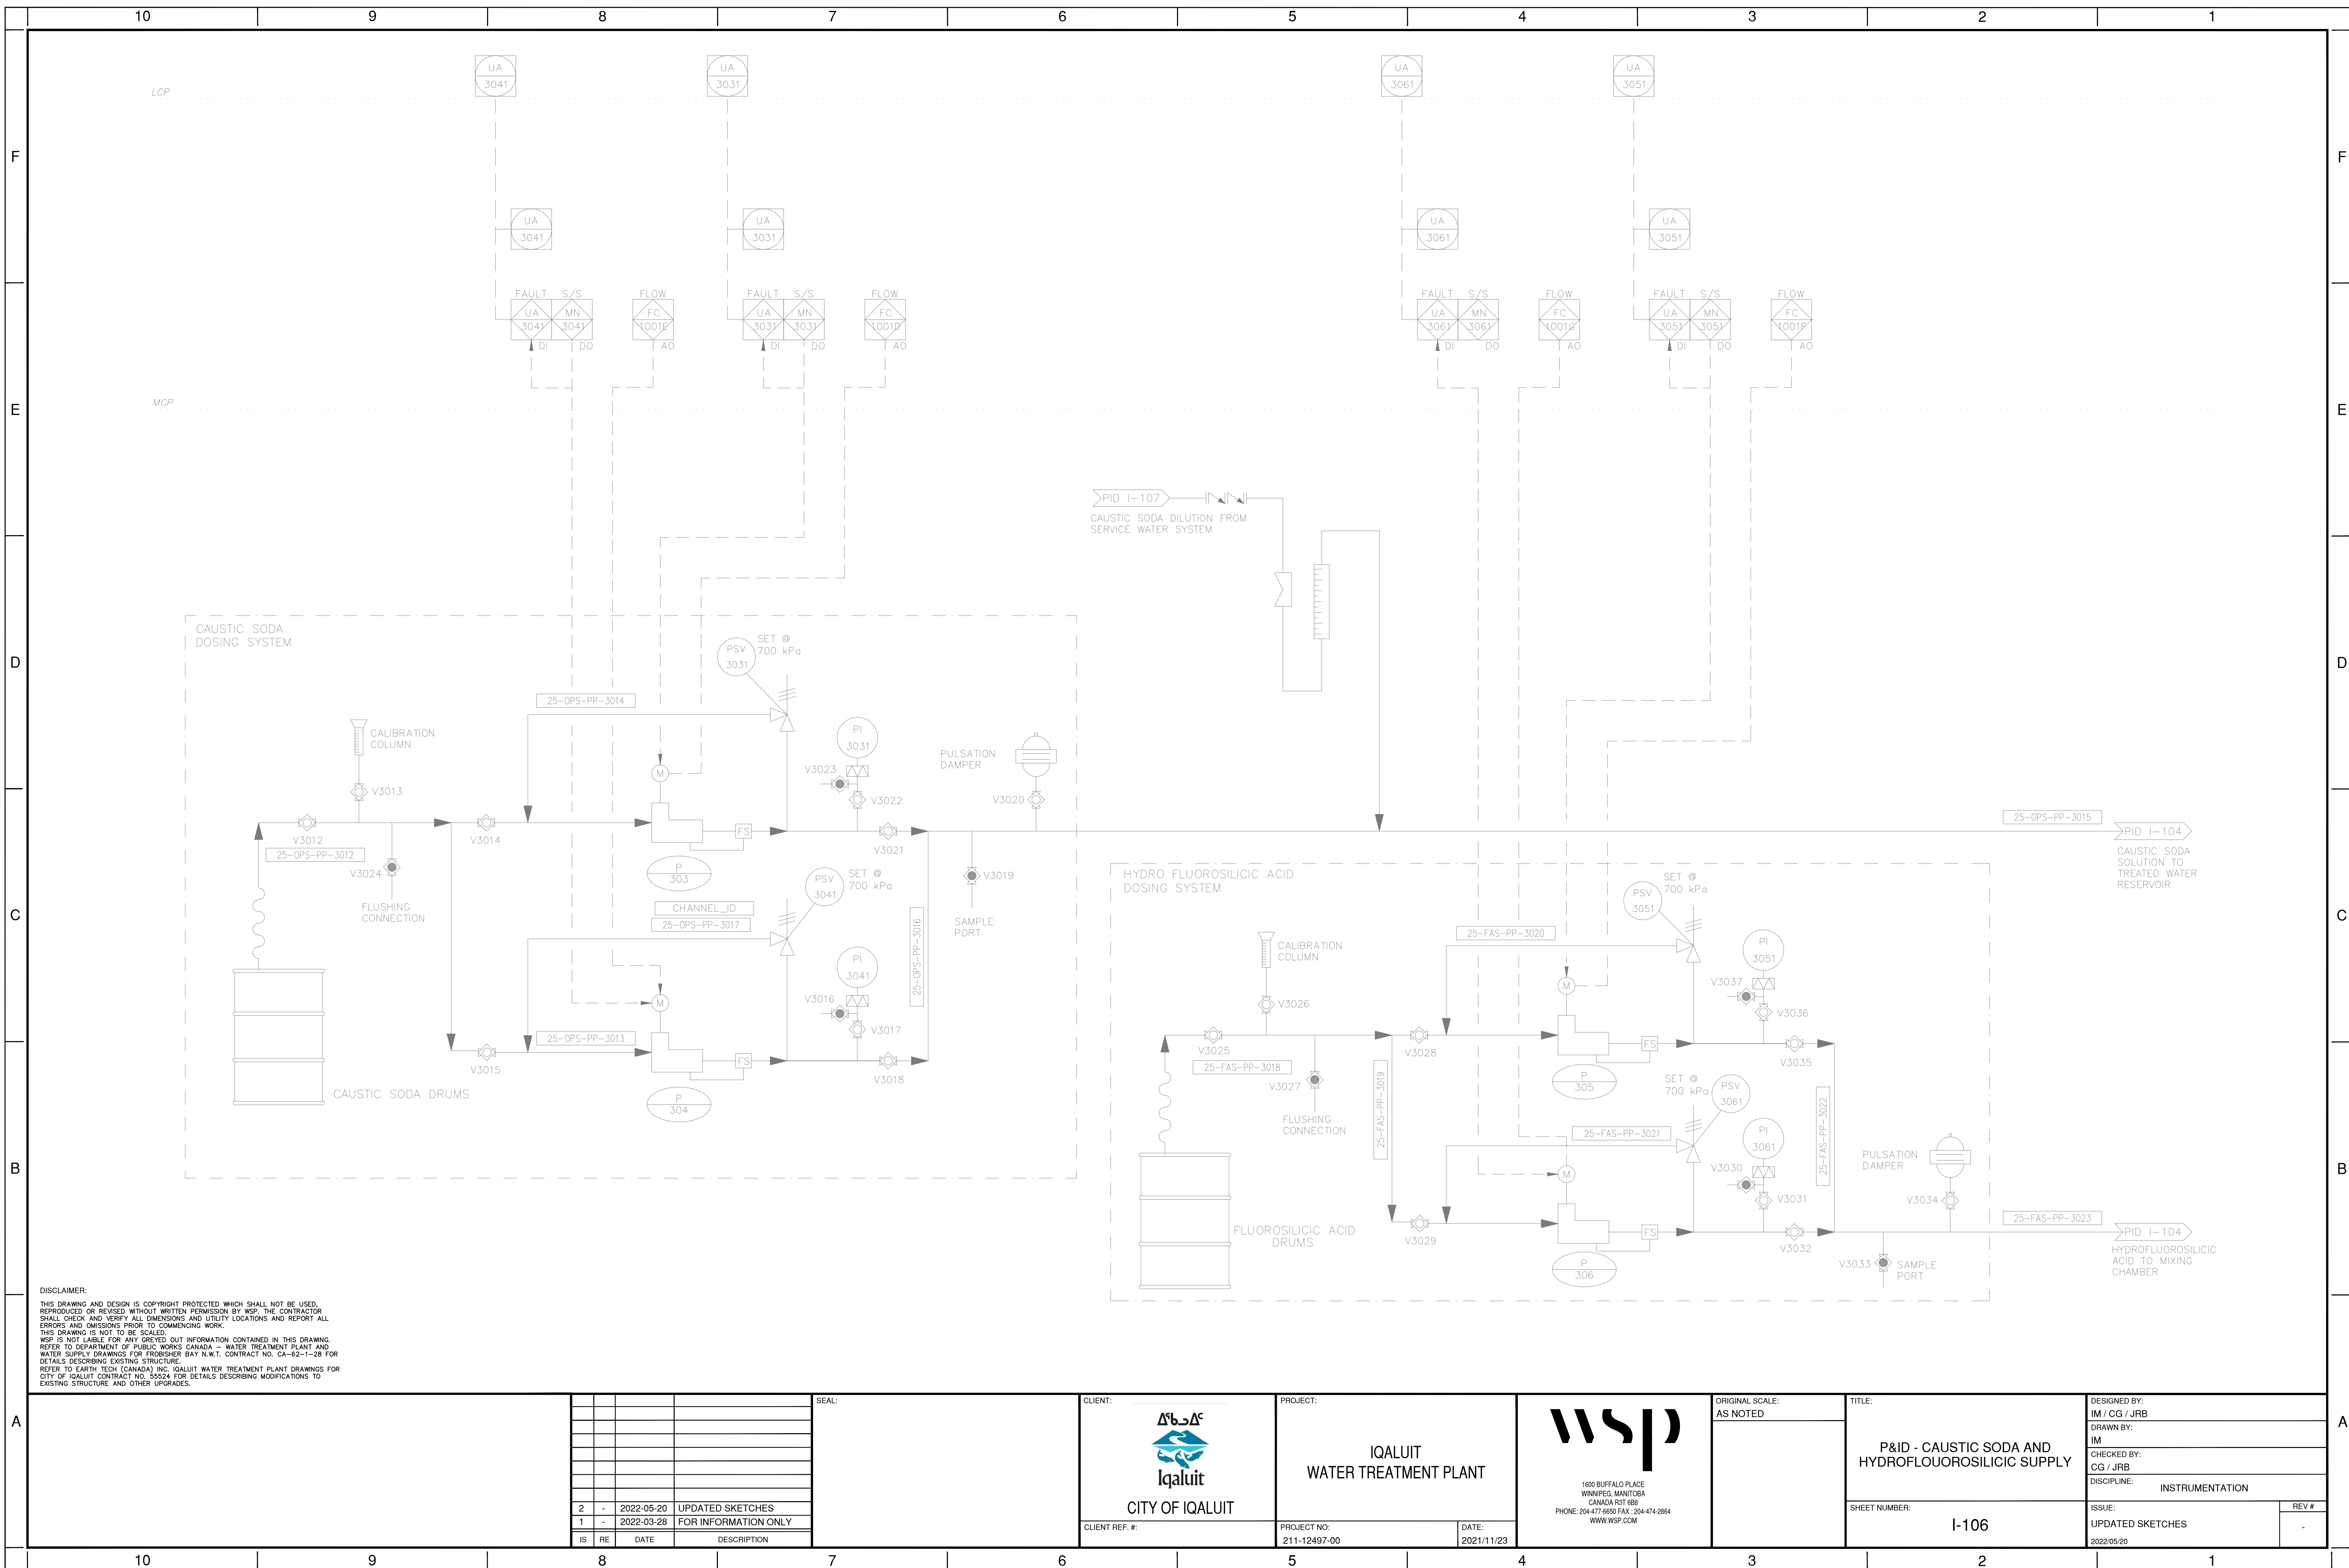 10 9 8 7 6 5 4 3 2 1
F
E
D
C
B
A
F
E
D
C
B
A
LCP
UA
3041
UA
3031
UA
3061
UA
3051
UA
3041
UA
3031
UA
3061
UA
3051
FAULT S/S
UA MN
3041 3041
DI DO
FLOW
FC
1001E
AO
FAULT S/S
UA MN
3031 3031
DI DO
FLOW
FC
1001D
AO
FAULT S/S
UA MN
3061 3061
DI DO
FLOW
FC
1001G
AO
FAULT S/S
UA MN
3051 3051
DI DO
FLOW
FC
1001F
AO
MCP
PID I-107
CAUSTIC SODA DILUTION FROM
SERVICE WATER SYSTEM
CAUSTIC SODA
DOSING SYSTEM
PSV
3031
SET @
700 kPa
25-OPS-PP-3014
CALIBRATION
COLUMN
V3013
PI
3031
V3023
V3022
PULSATION
DAMPER
V3020
M
V3012
25-OPS-PP-3012
V3014
FS
V3021
V3024
FLUSHING
CONNECTION
P
303
PSV
3041
SET @
700 kPa
CHANNEL_ID
25-OPS-PP-3017
25-OPS-PP-3016
V3019
SAMPLE
PORT
PI
3041
V3016
V3017
M
25-OPS-PP-3013
V3015
FS
V3018
CAUSTIC SODA DRUMS
P
304
25-OPS-PP-3015
PID I-104
CAUSTIC SODA
SOLUTION TO
TREATED WATER
RESERVOIR
HYDRO FLUOROSILICIC ACID
DOSING SYSTEM
SET @
700 kPa
PSV
3051
25-FAS-PP-3020
CALIBRATION
COLUMN
V3026
PI
3051
V3037
V3036
M
V3025
25-FAS-PP-3018
V3028
FS
V3035
V3027
FLUSHING
CONNECTION
25-FAS-PP-3019
P
305
SET @
700 kPa
PSV
3061
25-FAS-PP-3021
25-FAS-PP-3022
PI
3061
V3030
V3031
M
PULSATION
DAMPER
V3034
FLUOROSILICIC ACID
DRUMS
V3029
FS
V3032
P
306
V3033
SAMPLE
PORT
25-FAS-PP-3023
PID I-104
HYDROFLUOROSILICIC
ACID TO MIXING
CHAMBER
DISCLAIMER:
THIS DRAWING AND DESIGN IS COPYRIGHT PROTECTED WHICH SHALL NOT BE USED,
REPRODUCED OR REVISED WITHOUT WRITTEN PERMISSION BY WSP. THE CONTRACTOR
SHALL CHECK AND VERIFY ALL DIMENSIONS AND UTILITY LOCATIONS AND REPORT ALL
ERRORS AND OMISSIONS PRIOR TO COMMENCING WORK.
THIS DRAWING IS NOT TO BE SCALED.
WSP IS NOT LAIBLE FOR ANY GREYED OUT INFORMATION CONTAINED IN THIS DRAWING.
REFER TO DEPARTMENT OF PUBLIC WORKS CANADA – WATER TREATMENT PLANT AND
WATER SUPPLY DRAWINGS FOR FROBISHER BAY N.W.T. CONTRACT NO. CA-62-1-28 FOR
DETAILS DESCRIBING EXISTING STRUCTURE.
REFER TO EARTH TECH (CANADA) INC. IQALUIT WATER TREATMENT PLANT DRAWINGS FOR
CITY OF IQALUIT CONTRACT NO. 55524 FOR DETAILS DESCRIBING MODIFICATIONS TO
EXISTING STRUCTURE AND OTHER UPGRADES.
2 - 2022-05-20 UPDATED SKETCHES
1 - 2022-03-28 FOR INFORMATION ONLY
IS RE DATE DESCRIPTION
SEAL:
CLIENT:
ᐃᖃᓗᐃᑦ
Iqaluit
CITY OF IQALUIT
CLIENT REF. #:
PROJECT:
IQALUIT
WATER TREATMENT PLANT
PROJECT NO:
211-12497-00
DATE:
2021/11/23
wsp
1600 BUFFALO PLACE
WINNIPEG, MANITOBA
CANADA R3T 6B8
PHONE: 204-477-6650 FAX : 204-474-2864
WWW.WSP.COM
ORIGINAL SCALE:
AS NOTED
TITLE:
P&ID - CAUSTIC SODA AND
HYDROFLOUOROSILICIC SUPPLY
SHEET NUMBER:
I-106
DESIGNED BY:
IM / CG / JRB
DRAWN BY:
IM
CHECKED BY:
CG / JRB
DISCIPLINE:
INSTRUMENTATION
ISSUE:
UPDATED SKETCHES
2022/05/20
REV #
-
10 9 8 7 6 5 4 3 2 1